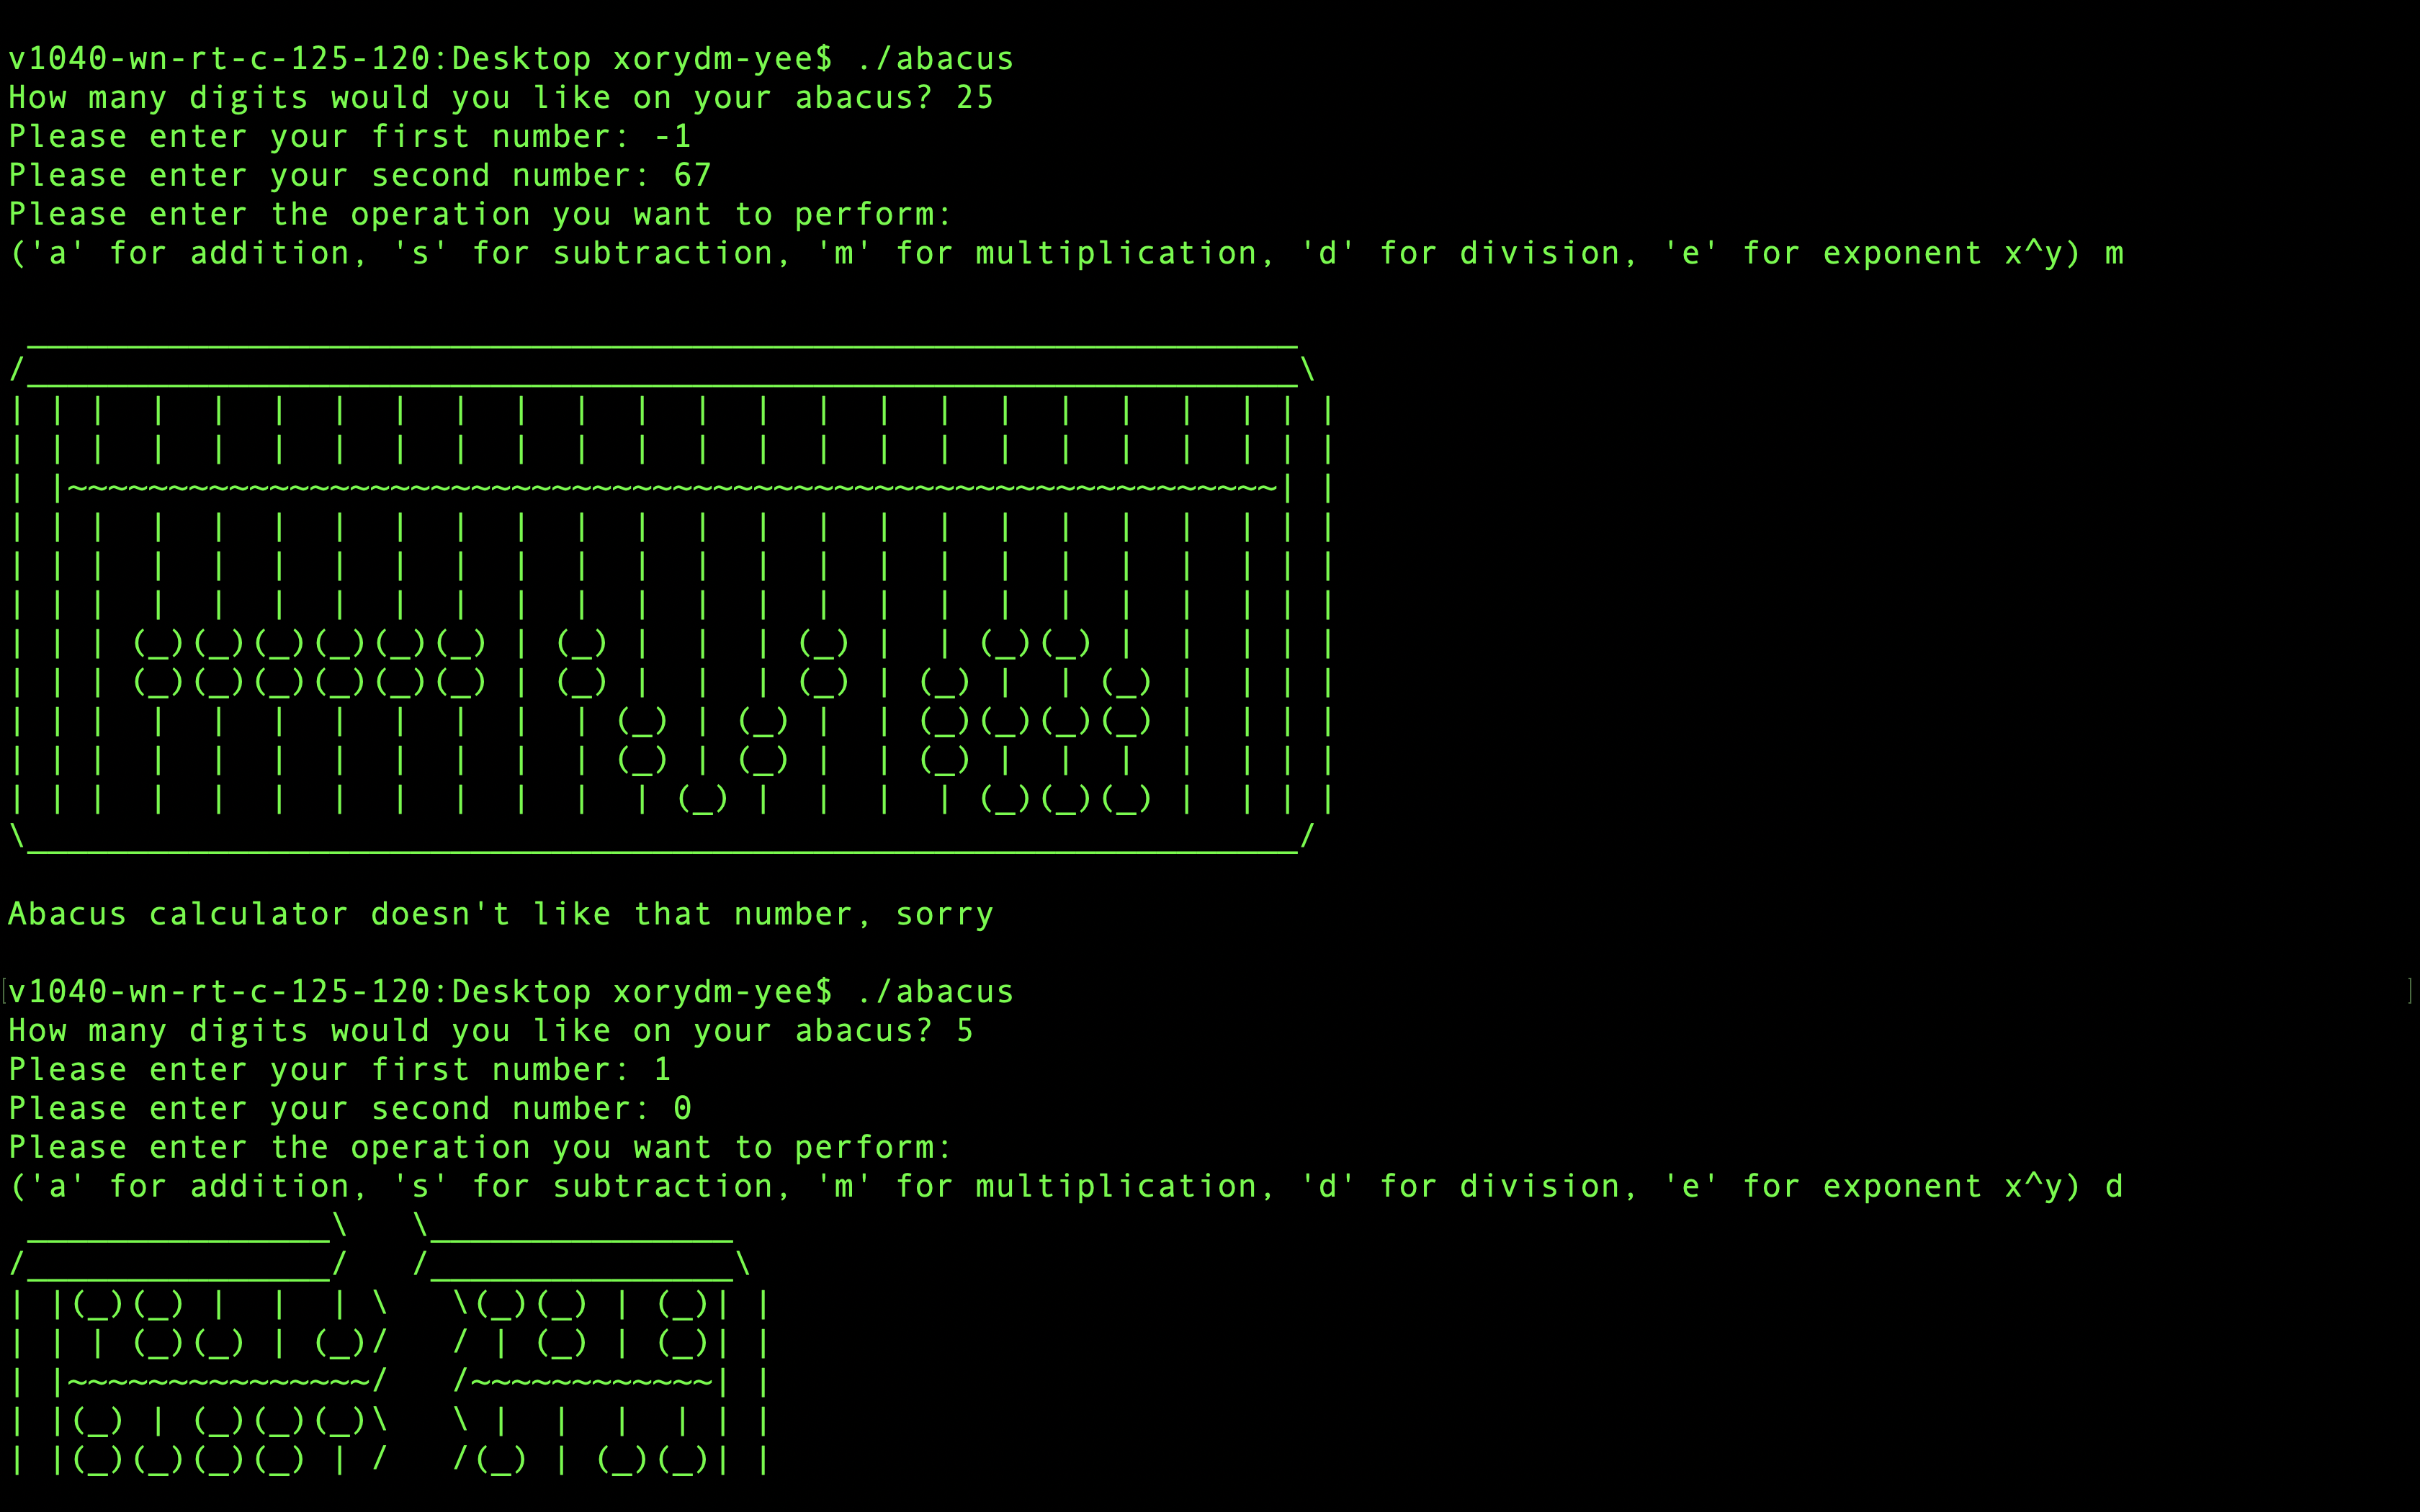 v1040-wn-rt-c-125-120:Desktop xorydm-yee$ ./abacus
How many digits would you like on your abacus? 25
Please enter your first number: -1
Please enter your second number: 67
Please enter the operation you want to perform:
('a' for addition, 's' for subtraction, 'm' for multiplication, 'd' for division, 'e' for exponent x^y) m
Abacus calculator doesn't like that number, sorry
v1040-wn-rt-c-125-120:Desktop xorydm-yee$ ./abacus
How many digits would you like on your abacus? 5
Please enter your first number: 1
Please enter your second number: 0
Please enter the operation you want to perform:
('a' for addition, 's' for subtraction, 'm' for multiplication, 'd' for division, 'e' for exponent x^y) d